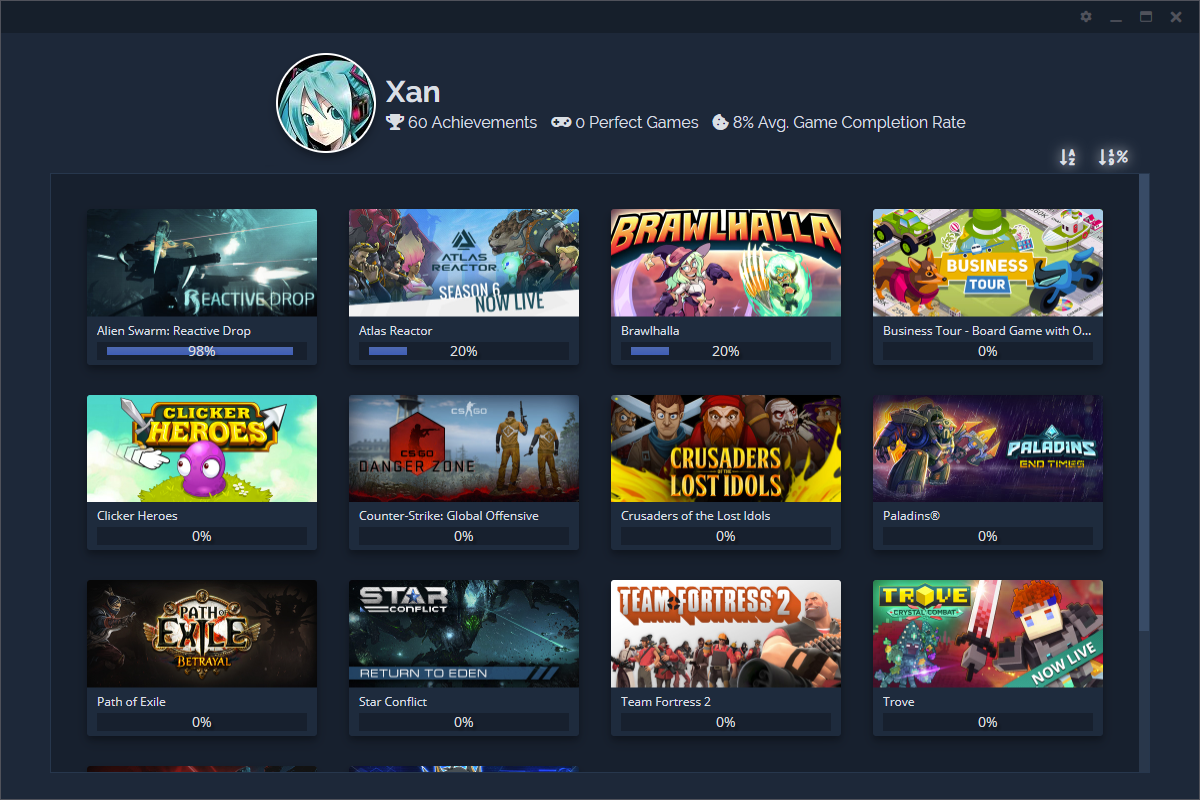 Xan
60 Achievements 0 Perfect Games 8% Avg. Game Completion Rate
A Z 1 9 %
REACTIVE DROP
Alien Swarm: Reactive Drop
98%
ATLAS
REACTOR
SEASON 6
NOW LIVE
Atlas Reactor
20%
BRAWLHALLA
Brawlhalla
20%
BUSINESS
TOUR
Business Tour - Board Game with O...
0%
CLICKER
HEROES
Clicker Heroes
0%
CS GO
CS GO
DANGER ZONE
Counter-Strike: Global Offensive
0%
CRUSADERS
OF THE
LOST IDOLS
Crusaders of the Lost Idols
0%
PALADINS
END TIMES
Paladins®
0%
PATH OF
EXILE
BETRAYAL
Path of Exile
0%
STAR
CONFLICT
RETURN TO EDEN
Star Conflict
0%
TEAM FORTRESS 2
Team Fortress 2
0%
TROVE
CRYSTAL COMBAT
NOW LIVE
Trove
0%